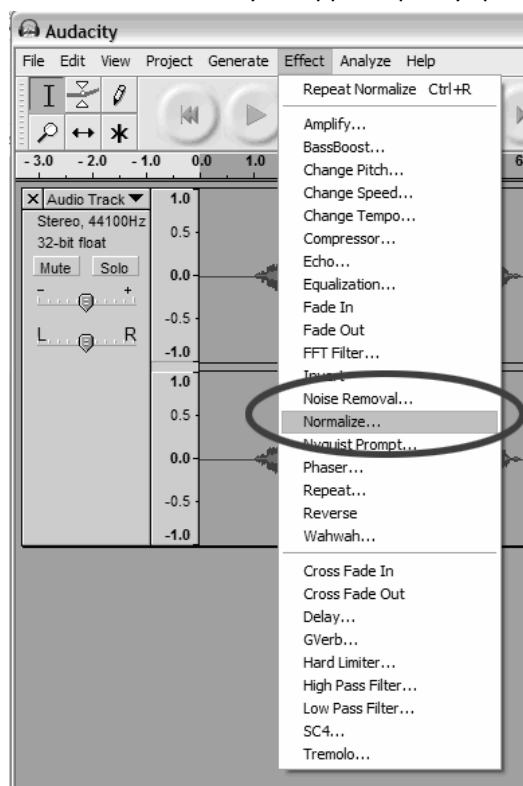 Audacity
File Edit View Project Generate Effect Analyze Help
- 3.0 - 2.0 - 1.0 0.0 1.0 6
X Audio Track
Stereo, 44100Hz
32-bit float
Mute Solo
- +
L R
1.0
0.5
0.0
-0.5
-1.0
1.0
0.5
0.0
-0.5
-1.0
Repeat Normalize Ctrl+R
Amplify...
BassBoost...
Change Pitch...
Change Speed...
Change Tempo...
Compressor...
Echo...
Equalization...
Fade In
Fade Out
FFT Filter...
Invert
Noise Removal...
Normalize...
Nyquist Prompt...
Phaser...
Repeat...
Reverse
Wahwah...
Cross Fade In
Cross Fade Out
Delay...
GVerb...
Hard Limiter...
High Pass Filter...
Low Pass Filter...
SC4...
Tremolo...